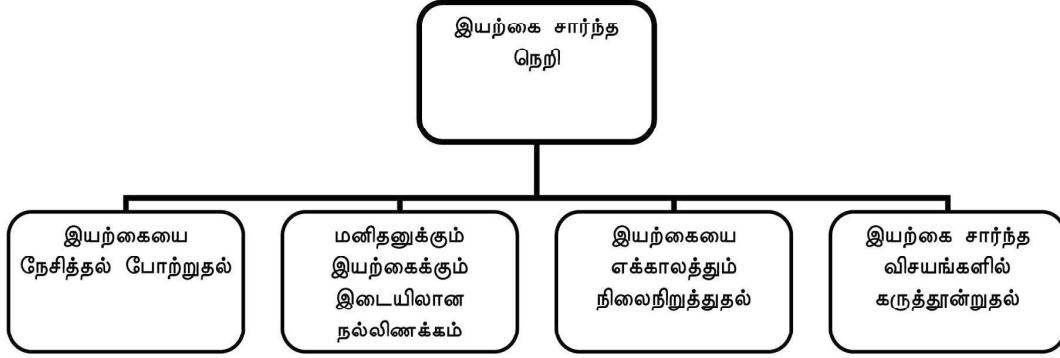 இயற்கை சார்ந்த
நெறி
இயற்கையை
நேசித்தல் போற்றுதல்
மனிதனுக்கும்
இயற்கைக்கும்
இடையிலான
நல்லிணக்கம்
இயற்கையை
எக்காலத்தும்
நிலைநிறுத்துதல்
இயற்கை சார்ந்த
விசயங்களில்
கருத்தூன்றுதல்